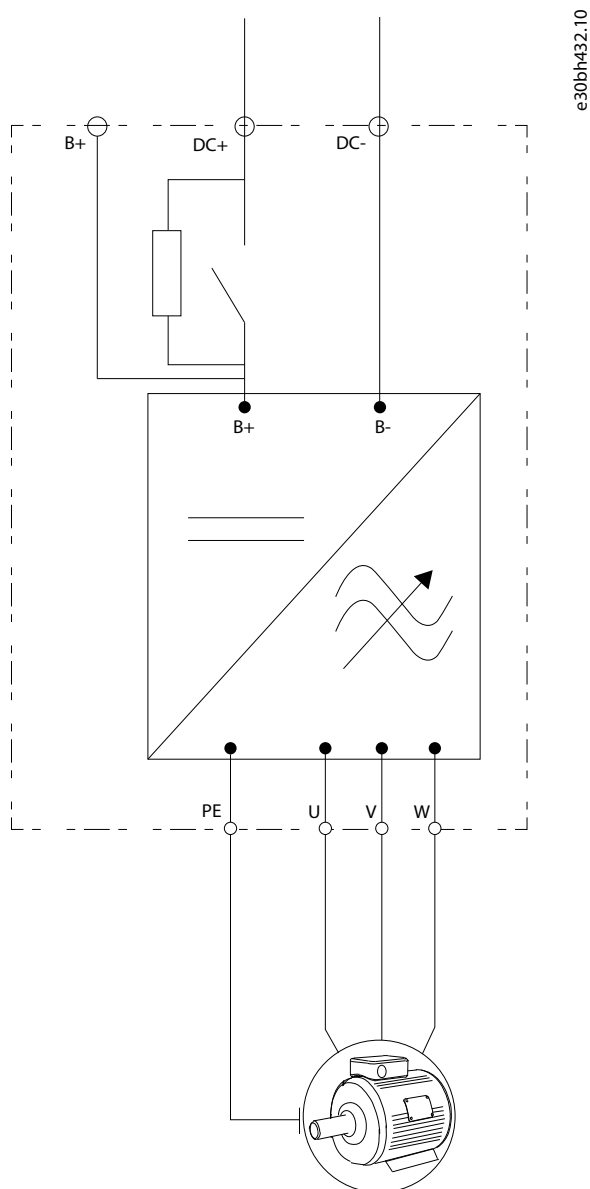 e30bh432.10
B+
DC+
DC-
B+
B-
PE
U
V
W